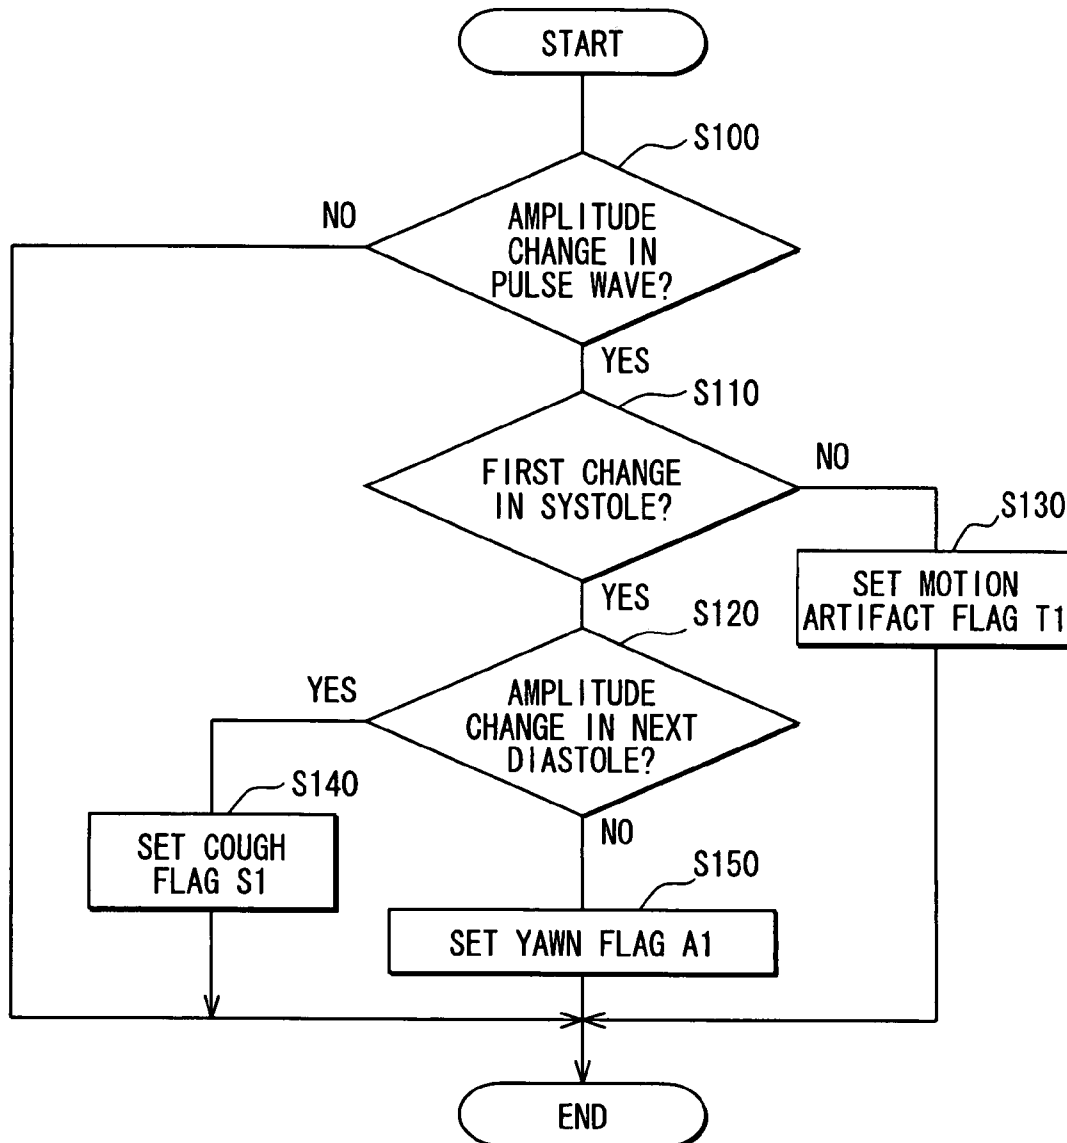 START
S100
NO
AMPLITUDE
CHANGE IN
PULSE WAVE?
YES
S110
FIRST CHANGE
IN SYSTOLE?
NO
S130
SET MOTION
ARTIFACT FLAG T1
YES
S120
YES
AMPLITUDE
CHANGE IN NEXT
DIASTOLE?
S140
SET COUGH
FLAG S1
NO
S150
SET YAWN FLAG A1
END